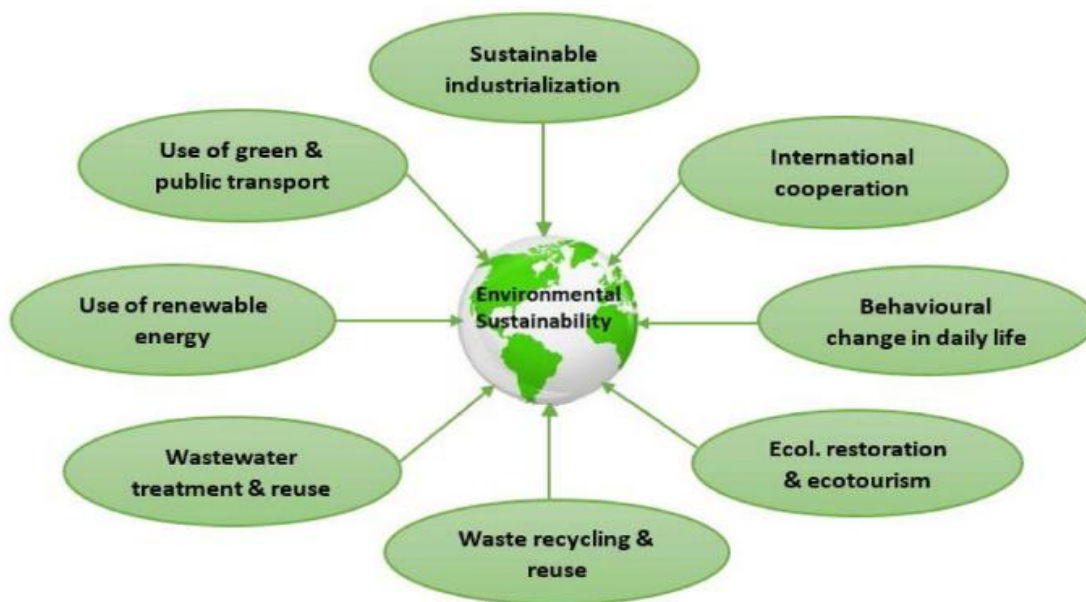 Sustainable
industrialization
Use of green &
public transport
International
cooperation
Use of renewable
energy
Environmental
Sustainability
Behavioural
change in daily life
Wastewater
treatment & reuse
Ecol. restoration
& ecotourism
Waste recycling &
reuse